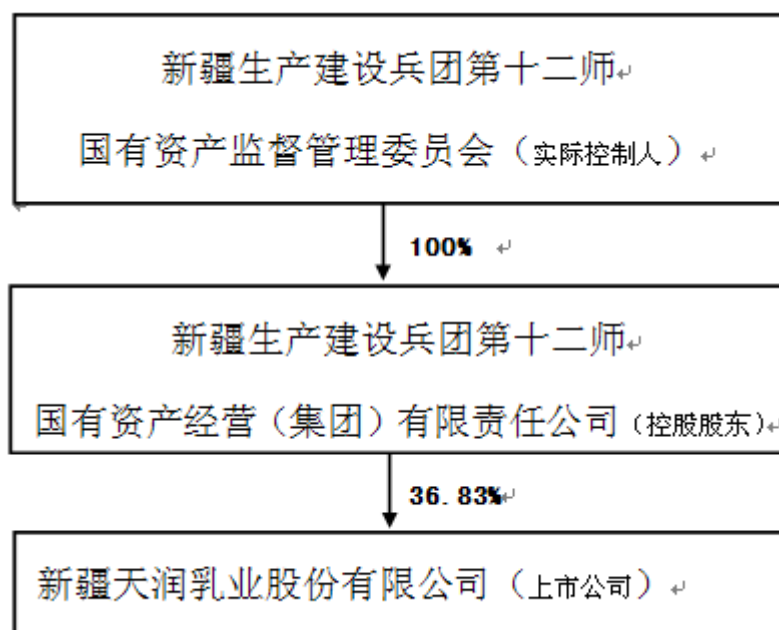 新疆生产建设兵团第十二师
国有资产监督管理委员会（实际控制人）
100%
新疆生产建设兵团第十二师
国有资产经营（集团）有限责任公司（控股股东）
36.83%
新疆天润乳业股份有限公司（上市公司）